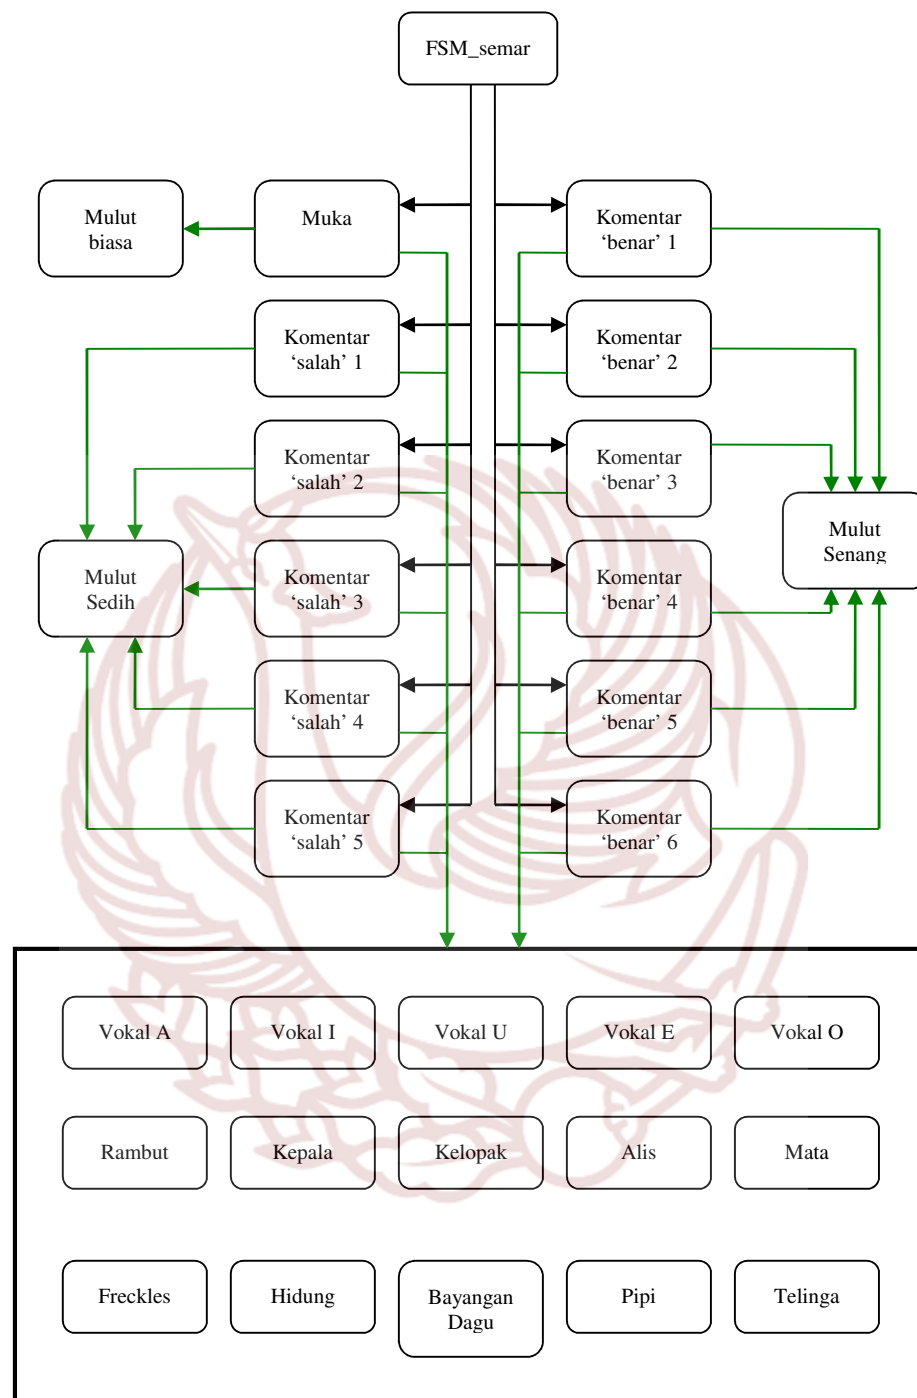 FSM_semar
Mulut
biasa
Muka
Komentar
‘benar’ 1
Komentar
‘salah’ 1
Komentar
‘benar’ 2
Komentar
‘salah’ 2
Komentar
‘benar’ 3
Mulut
Senang
Mulut
Sedih
Komentar
‘salah’ 3
Komentar
‘benar’ 4
Komentar
‘salah’ 4
Komentar
‘benar’ 5
Komentar
‘salah’ 5
Komentar
‘benar’ 6
Vokal A
Vokal I
Vokal U
Vokal E
Vokal O
Rambut
Kepala
Kelopak
Alis
Mata
Freckles
Hidung
Bayangan
Dagu
Pipi
Telinga